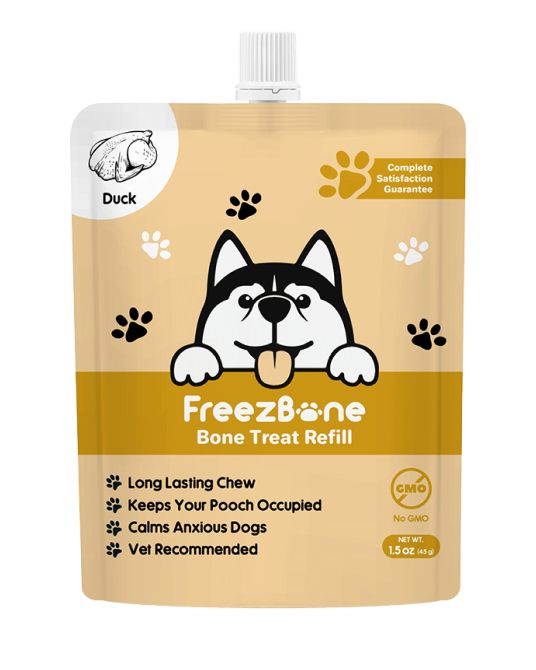 Duck
Complete
Satisfaction
Guarantee
FreezBone
Bone Treat Refill
Long Lasting Chew
Keeps Your Pooch Occupied
Calms Anxious Dogs
Vet Recommended
GMO
No GMO
NET WT.
1.5 oz (45 g)